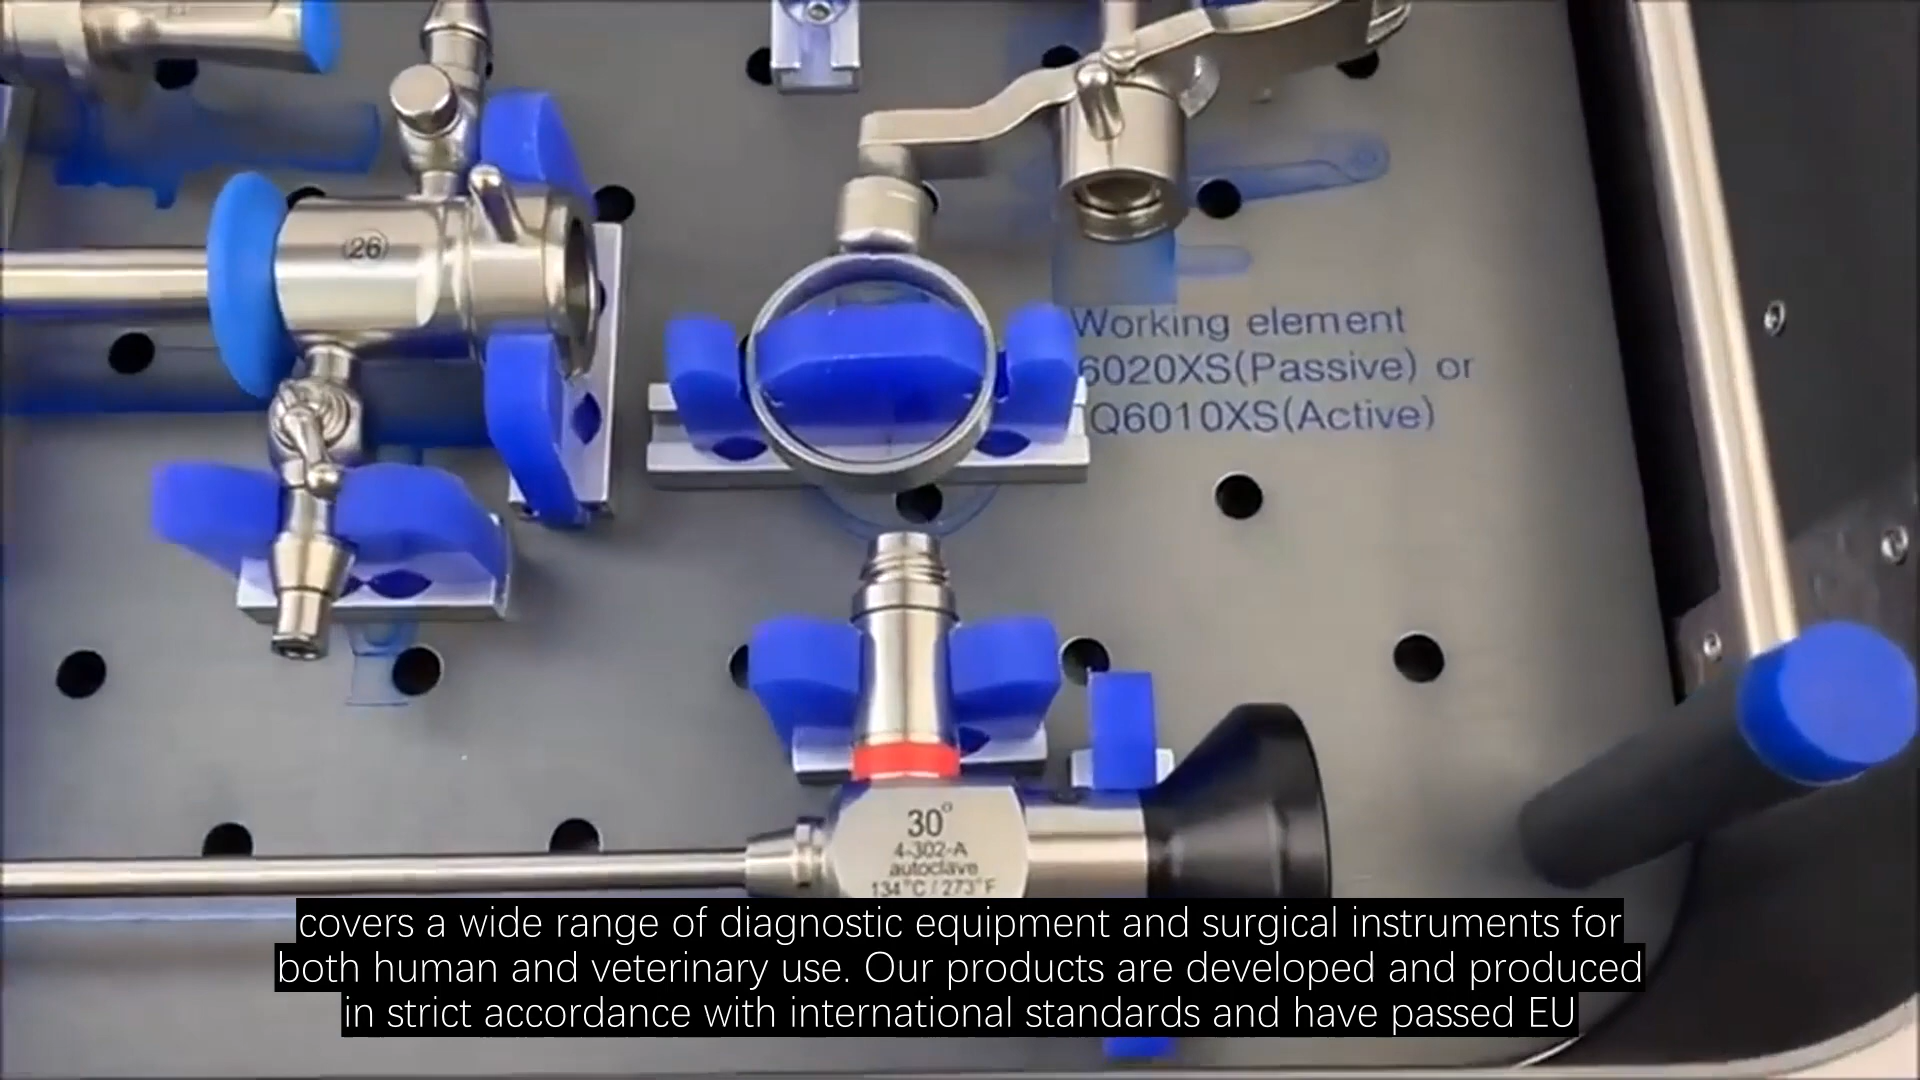 26
Working element
6020XS(Passive) or
Q6010XS(Active)
30°
4-302-A
autoclave
134°C / 273°F
covers a wide range of diagnostic equipment and surgical instruments for
both human and veterinary use. Our products are developed and produced
in strict accordance with international standards and have passed EU